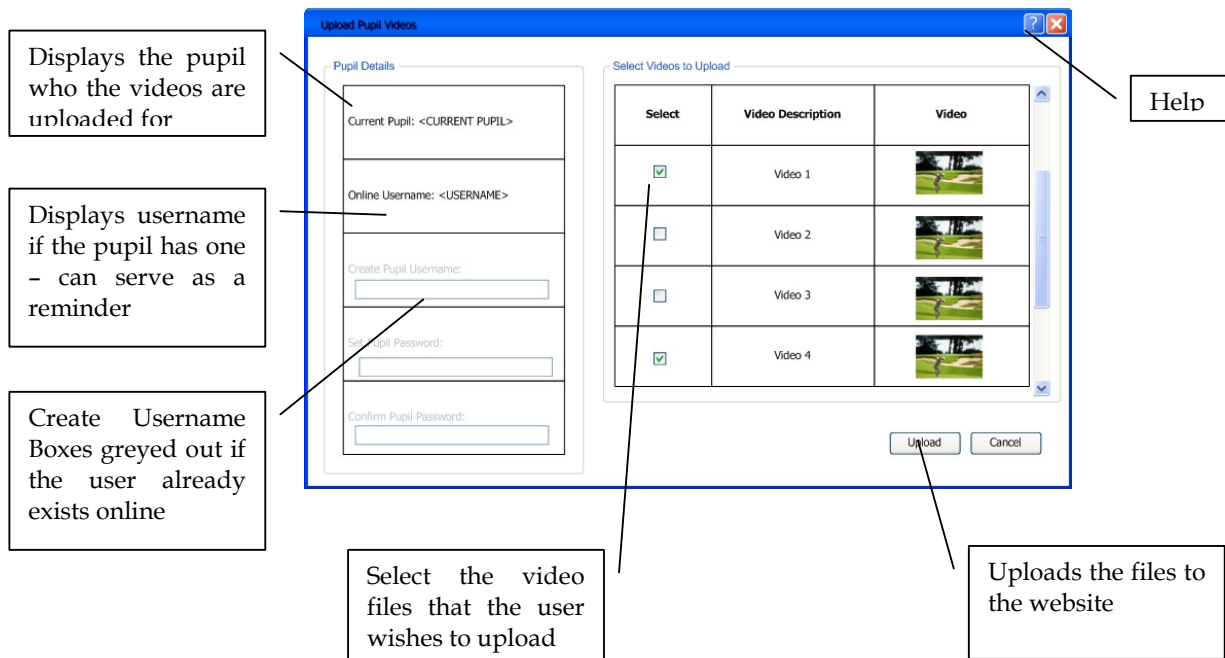 Upload Pupil Videos
Displays the pupil
who the videos are
uploaded for
Displays username
if the pupil has one
– can serve as a
reminder
Create Username
Boxes greyed out if
the user already
exists online
Pupil Details
Current Pupil: <CURRENT PUPIL>
Online Username: <USERNAME>
Create Pupil Username:
Set Pupil Password:
Confirm Pupil Password:
Select Videos to Upload
Select Video Description Video
Video 1
Video 2
Video 3
Video 4
Upload Cancel
?
Help
Select the video
files that the user
wishes to upload
Uploads the files to
the website